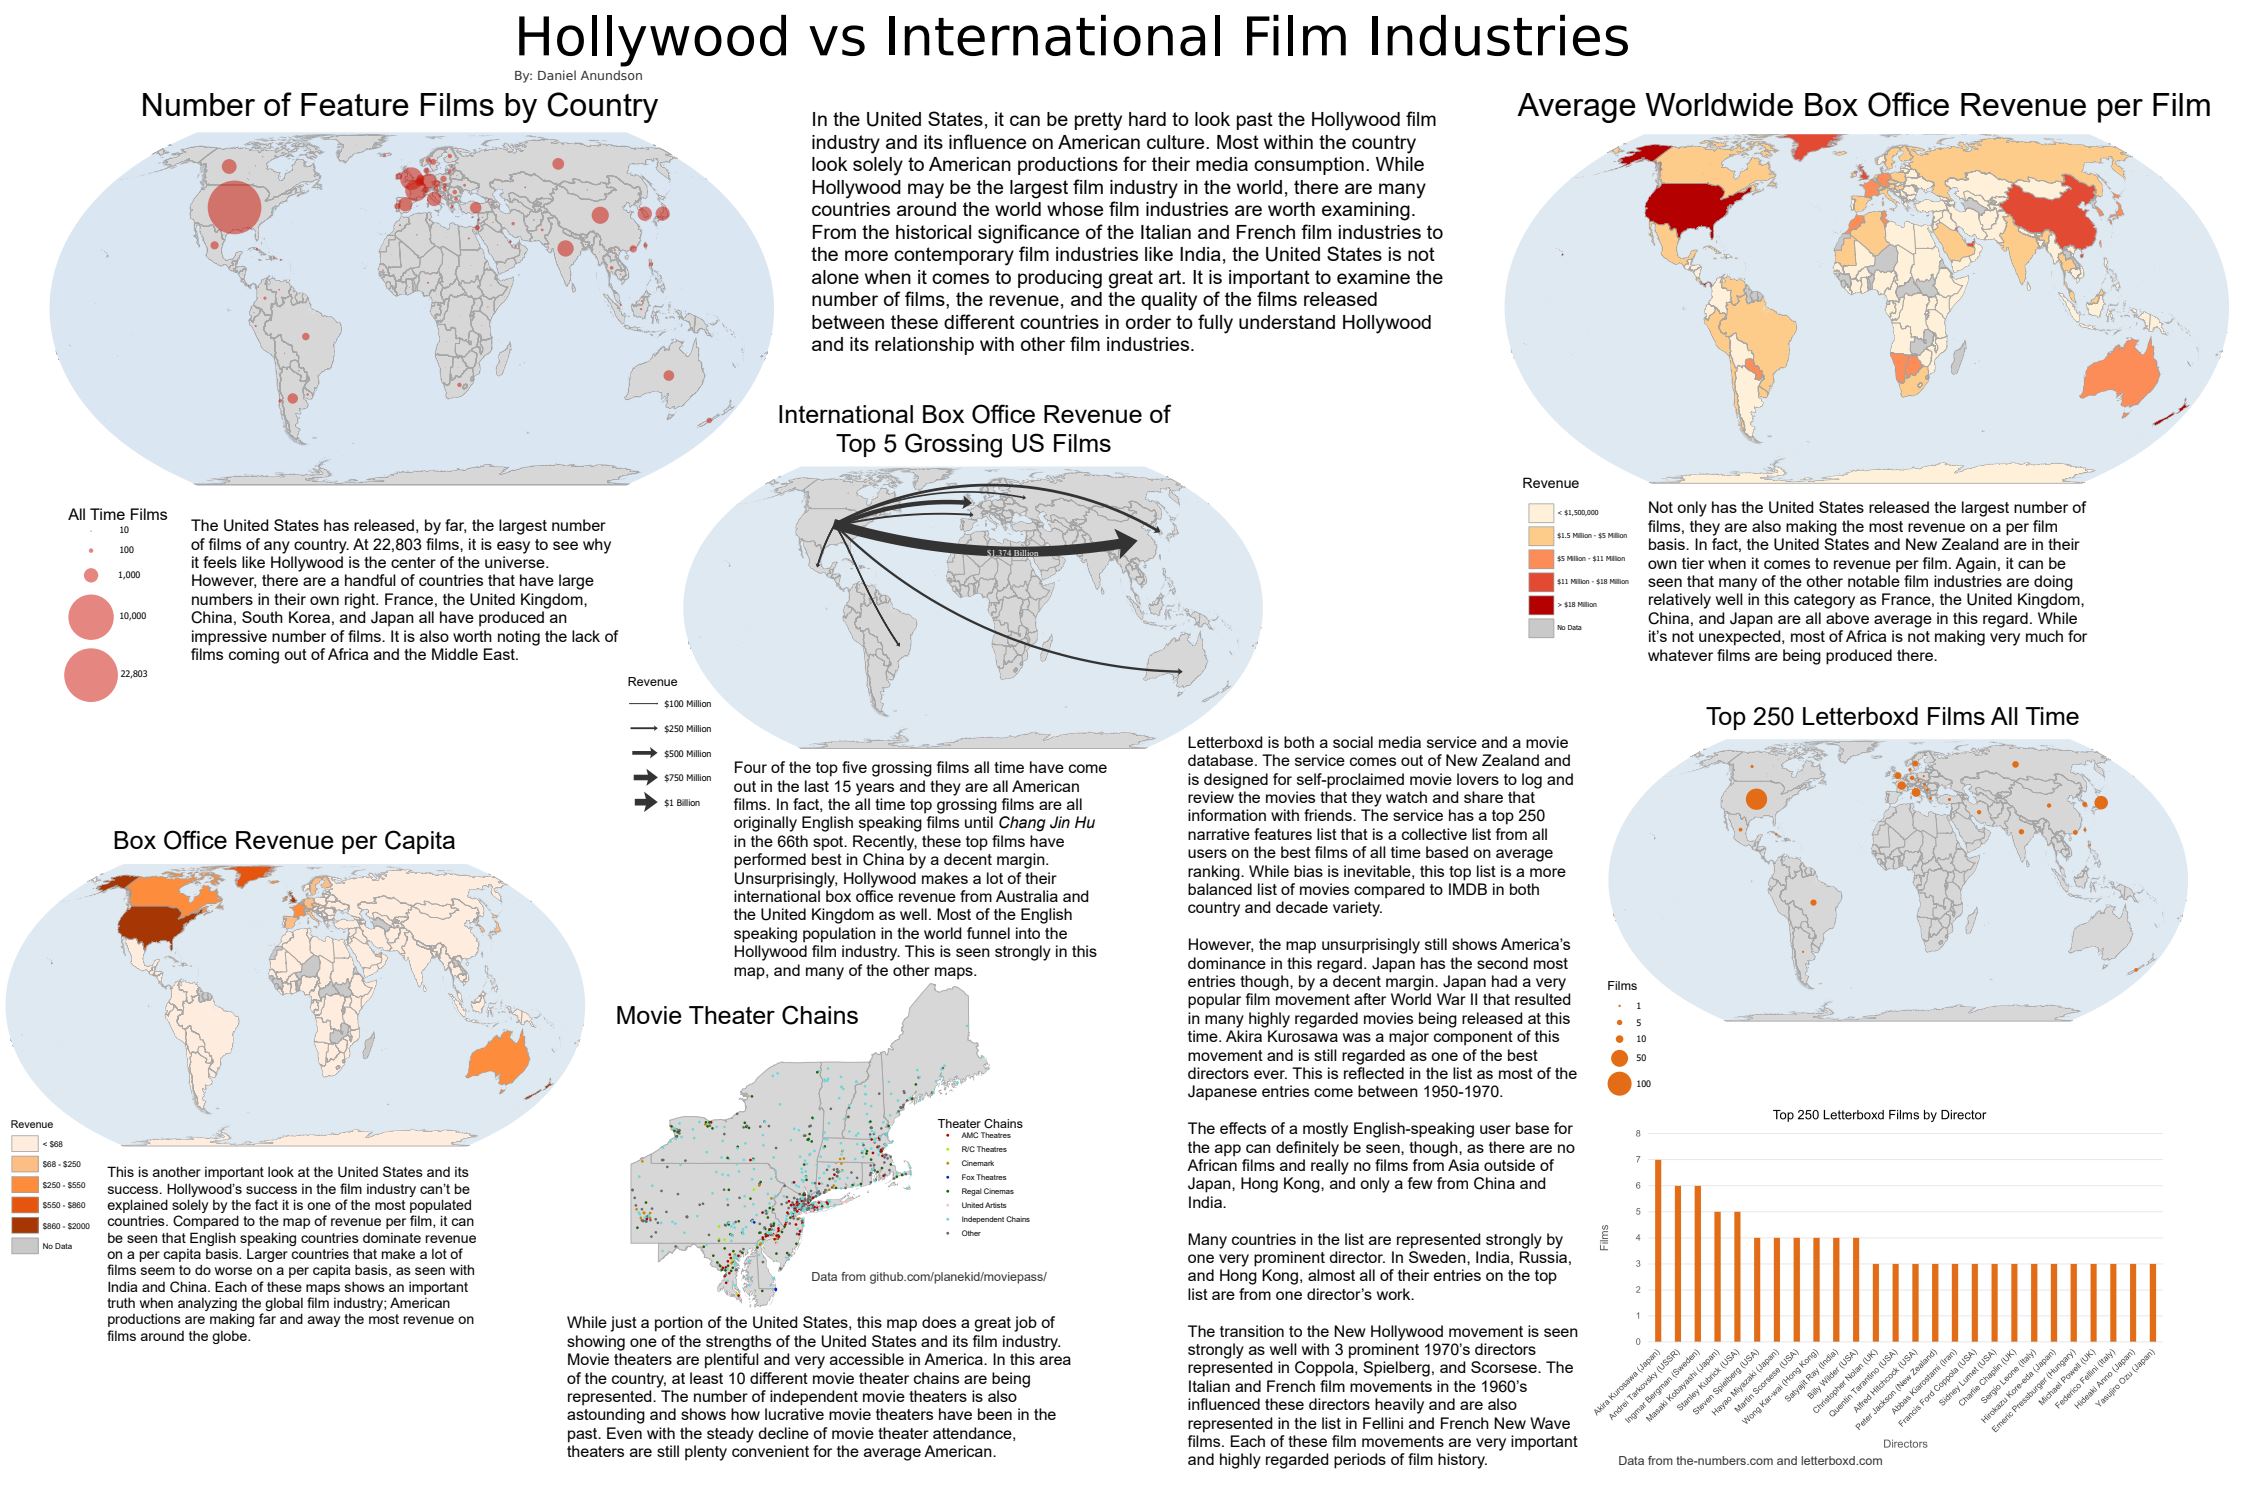 Hollywood vs International Film Industries
By: Daniel Anundson
Number of Feature Films by Country
All Time Films
10
100
1,000
10,000
22,803
The United States has released, by far, the largest number
of films of any country. At 22,803 films, it is easy to see why
it feels like Hollywood is the center of the universe.
However, there are a handful of countries that have large
numbers in their own right. France, the United Kingdom,
China, South Korea, and Japan all have produced an
impressive number of films. It is also worth noting the lack of
films coming out of Africa and the Middle East.
In the United States, it can be pretty hard to look past the Hollywood film
industry and its influence on American culture. Most within the country
look solely to American productions for their media consumption. While
Hollywood may be the largest film industry in the world, there are many
countries around the world whose film industries are worth examining.
From the historical significance of the Italian and French film industries to
the more contemporary film industries like India, the United States is not
alone when it comes to producing great art. It is important to examine the
number of films, the revenue, and the quality of the films released
between these different countries in order to fully understand Hollywood
and its relationship with other film industries.
Average Worldwide Box Office Revenue per Film
Revenue
< $1,500,000
$1.5 Million - $5 Million
$5 Million - $11 Million
$11 Million - $18 Million
> $18 Million
No Data
Not only has the United States released the largest number of
films, they are also making the most revenue on a per film
basis. In fact, the United States and New Zealand are in their
own tier when it comes to revenue per film. Again, it can be
seen that many of the other notable film industries are doing
relatively well in this category as France, the United Kingdom,
China, and Japan are all above average in this regard. While
it's not unexpected, most of Africa is not making very much for
whatever films are being produced there.
International Box Office Revenue of
Top 5 Grossing US Films
$1.374 Billion
Revenue
$100 Million
$250 Million
$500 Million
$750 Million
$1 Billion
Four of the top five grossing films all time have come
out in the last 15 years and they are all American
films. In fact, the all time top grossing films are all
originally English speaking films until Chang Jin Hu
in the 66th spot. Recently, these top films have
performed best in China by a decent margin.
Unsurprisingly, Hollywood makes a lot of their
international box office revenue from Australia and
the United Kingdom as well. Most of the English
speaking population in the world funnel into the
Hollywood film industry. This is seen strongly in this
map, and many of the other maps.
Box Office Revenue per Capita
Revenue
< $68
$68 - $250
$250 - $550
$550 - $860
$860 - $2000
No Data
This is another important look at the United States and its
success. Hollywood's success in the film industry can't be
explained solely by the fact it is one of the most populated
countries. Compared to the map of revenue per film, it can
be seen that English speaking countries dominate revenue
on a per capita basis. Larger countries that make a lot of
films seem to do worse on a per capita basis, as seen with
India and China. Each of these maps shows an important
truth when analyzing the global film industry; American
productions are making far and away the most revenue on
films around the globe.
Movie Theater Chains
Theater Chains
AMC Theatres
R/C Theatres
Cinemark
Fox Theatres
Regal Cinemas
United Artists
Independent Chains
Other
Data from github.com/planekid/moviepass/
While just a portion of the United States, this map does a great job of
showing one of the strengths of the United States and its film industry.
Movie theaters are plentiful and very accessible in America. In this area
of the country, at least 10 different movie theater chains are being
represented. The number of independent movie theaters is also
astounding and shows how lucrative movie theaters have been in the
past. Even with the steady decline of movie theater attendance,
theaters are still plenty convenient for the average American.
Letterboxd is both a social media service and a movie
database. The service comes out of New Zealand and
is designed for self-proclaimed movie lovers to log and
review the movies that they watch and share that
information with friends. The service has a top 250
narrative features list that is a collective list from all
users on the best films of all time based on average
ranking. While bias is inevitable, this top list is a more
balanced list of movies compared to IMDB in both
country and decade variety.
However, the map unsurprisingly still shows America's
dominance in this regard. Japan has the second most
entries though, by a decent margin. Japan had a very
popular film movement after World War II that resulted
in many highly regarded movies being released at this
time. Akira Kurosawa was a major component of this
movement and is still regarded as one of the best
directors ever. This is reflected in the list as most of the
Japanese entries come between 1950-1970.
The effects of a mostly English-speaking user base for
the app can definitely be seen, though, as there are no
African films and really no films from Asia outside of
Japan, Hong Kong, and only a few from China and
India.
Many countries in the list are represented strongly by
one very prominent director. In Sweden, India, Russia,
and Hong Kong, almost all of their entries on the top
list are from one director's work.
The transition to the New Hollywood movement is seen
strongly as well with 3 prominent 1970's directors
represented in Coppola, Spielberg, and Scorsese. The
Italian and French film movements in the 1960's
influenced these directors heavily and are also
represented in the list in Fellini and French New Wave
films. Each of these film movements are very important
and highly regarded periods of film history.
Top 250 Letterboxd Films All Time
Films
1
5
10
50
100
Top 250 Letterboxd Films by Director
8
7
6
5
4
3
2
1
0
Films
Akira Kurosawa (Japan)
Andrei Tarkovsky (USSR)
Ingmar Bergman (Sweden)
Masaki Kobayashi (Japan)
Stanley Kubrick (USA)
Steven Spielberg (USA)
Hayao Miyazaki (Japan)
Martin Scorsese (USA)
Wong Kar-wai (Hong Kong)
Satyajit Ray (India)
Billy Wilder (USA)
Christopher Nolan (UK)
Quentin Tarantino (USA)
Alfred Hitchcock (USA)
Peter Jackson (New Zealand)
Abbas Kiarostami (Iran)
Francis Ford Coppola (USA)
Sidney Lumet (USA)
Charlie Chaplin (UK)
Sergio Leone (Italy)
Hirokazu Kore-eda (Japan)
Emeric Pressburger (Hungary)
Michael Powell (UK)
Federico Fellini (Italy)
Hideaki Anno (Japan)
Yasujiro Ozu (Japan)
Directors
Data from the-numbers.com and letterboxd.com